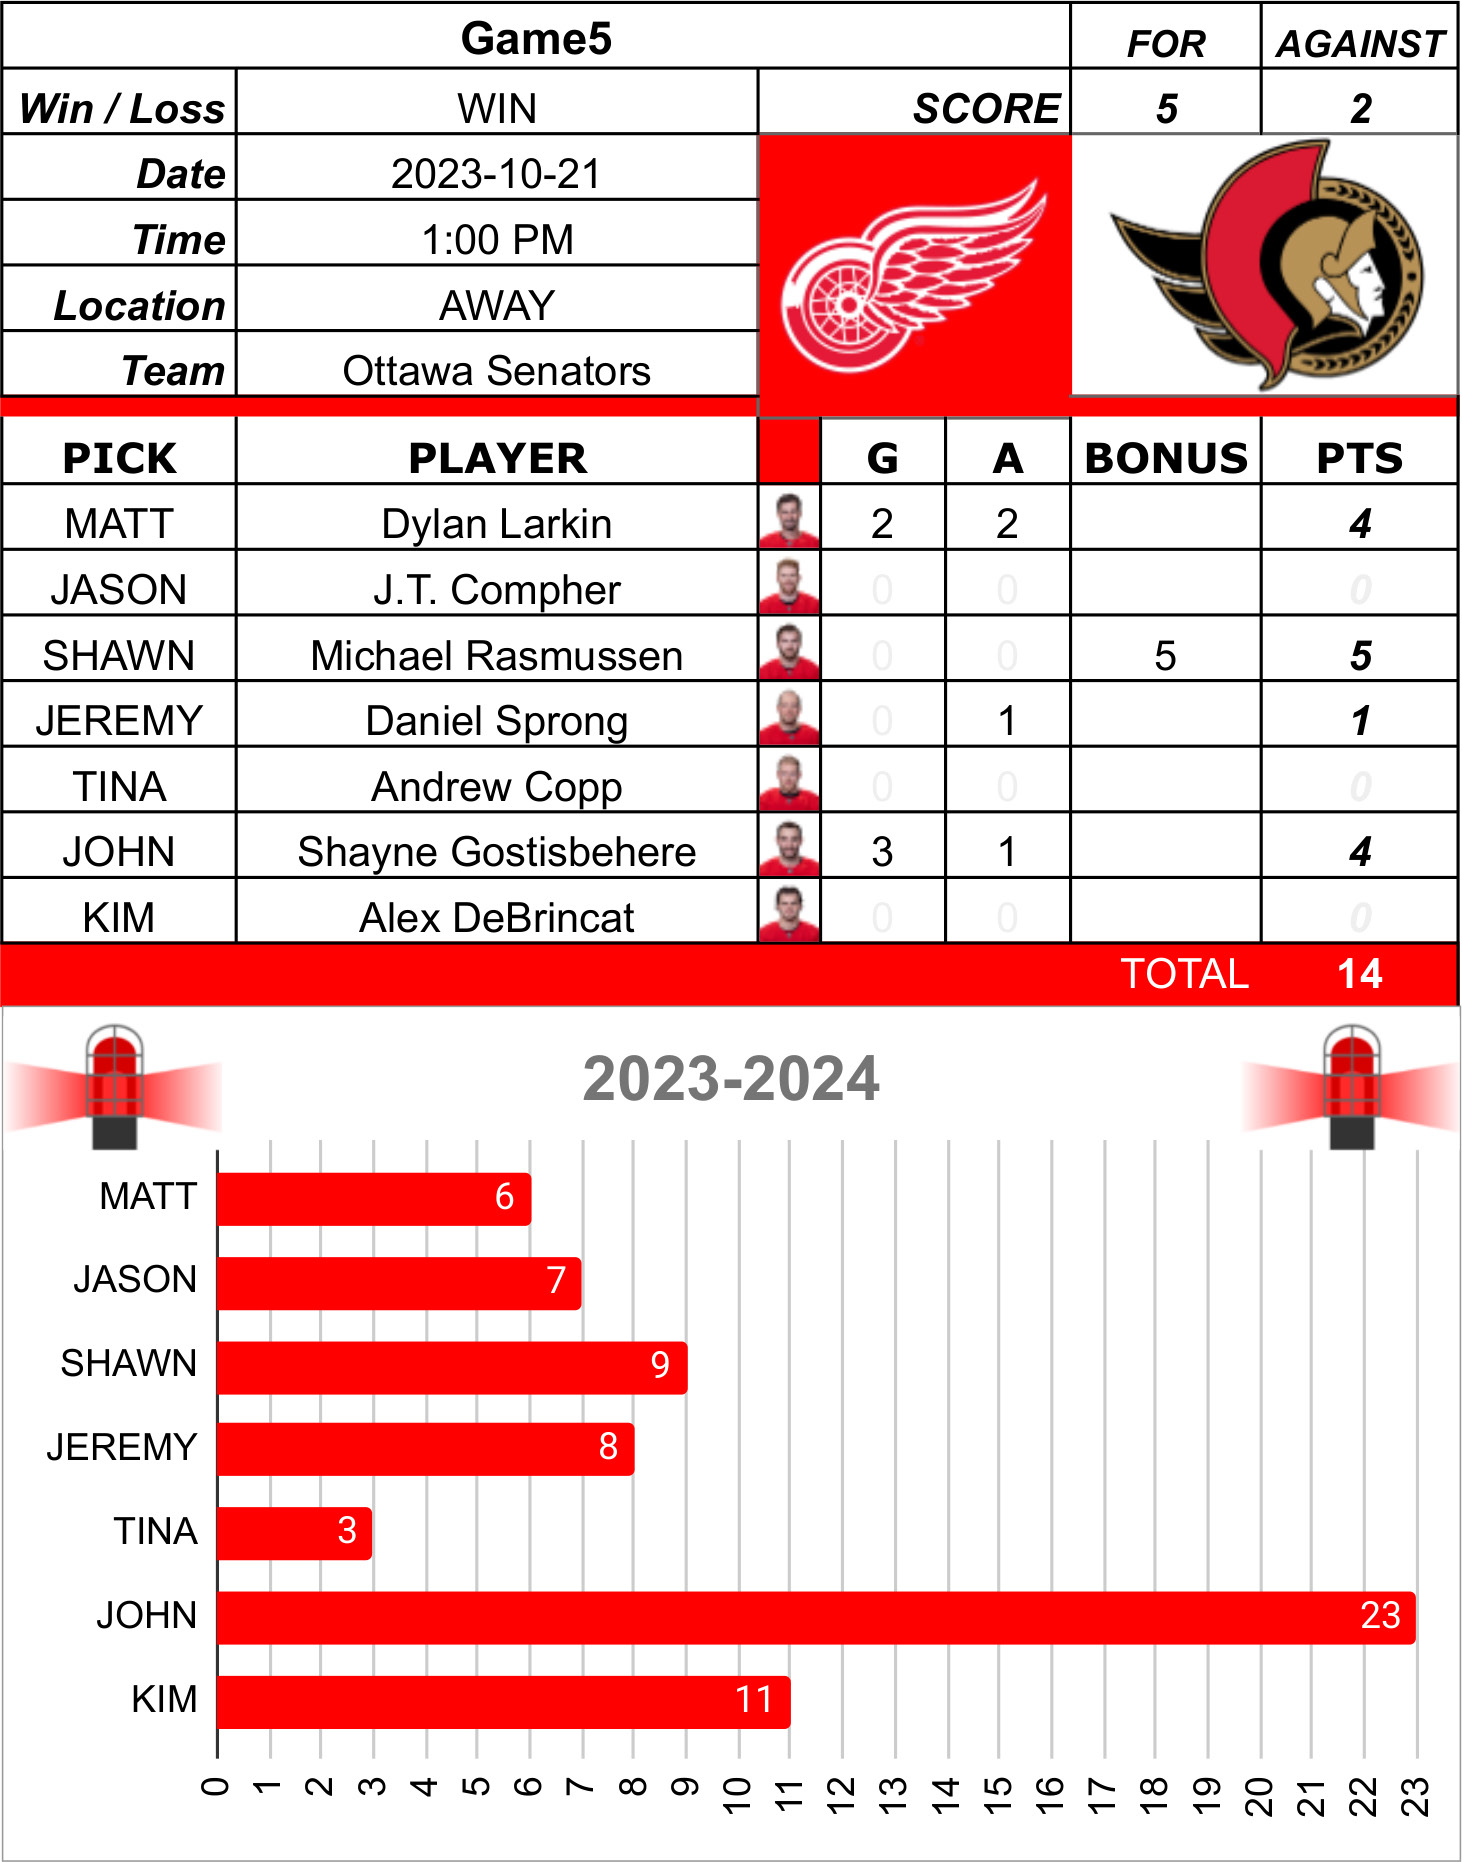 Game5 FOR AGAINST
Win / Loss WIN SCORE 5 2
Date 2023-10-21
Time 1:00 PM
Location AWAY
Team Ottawa Senators
PICK PLAYER G A BONUS PTS
MATT Dylan Larkin 2 2 4
JASON J.T. Compher 0 0 0
SHAWN Michael Rasmussen 0 0 5 5
JEREMY Daniel Sprong 0 1 1
TINA Andrew Copp 0 0 0
JOHN Shayne Gostisbehere 3 1 4
KIM Alex DeBrincat 0 0 0
TOTAL 14
2023-2024
MATT 6
JASON 7
SHAWN 9
JEREMY 8
TINA 3
JOHN 23
KIM 11
0 1 2 3 4 5 6 7 8 9 10 11 12 13 14 15 16 17 18 19 20 21 22 23